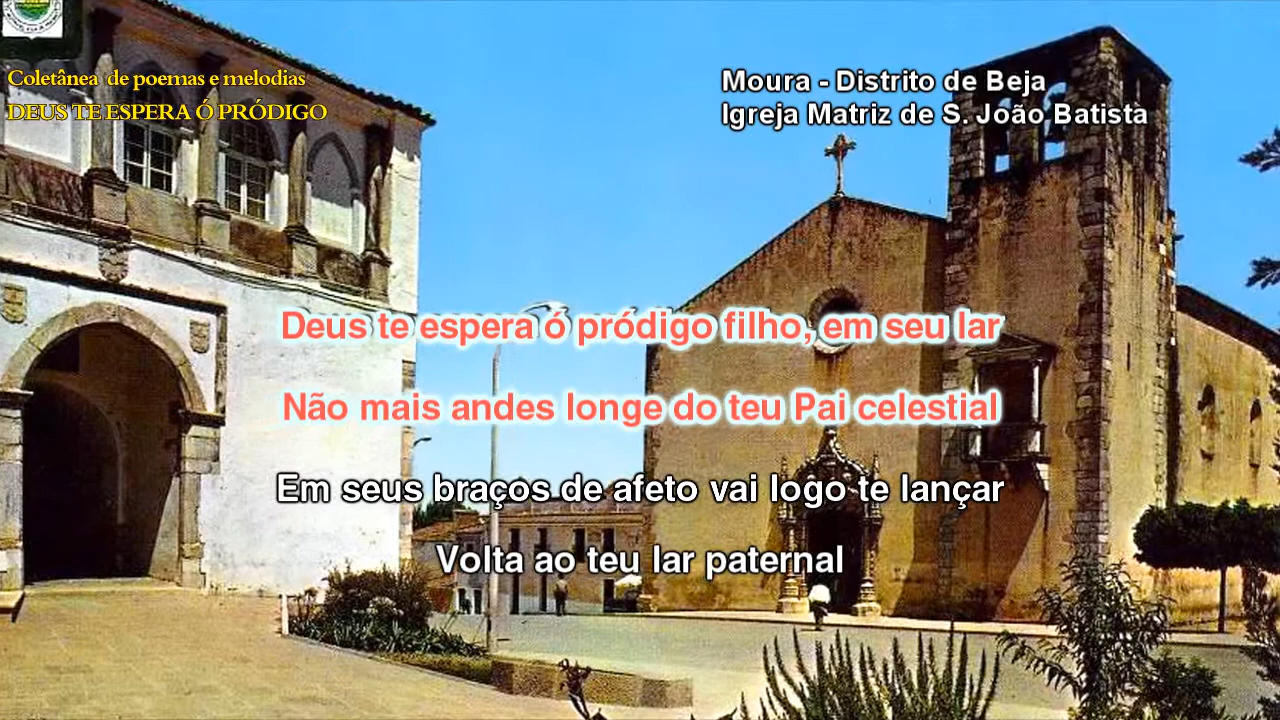 Coletânea de poemas e melodias
DEUS TE ESPERA Ó PRÓDIGO
Moura - Distrito de Beja
Igreja Matriz de S. João Batista
Deus te espera ó pródigo filho, em seu lar
Não mais andes longe do teu Pai celestial
Em seus braços de afeto vai logo te lançar
Volta ao teu lar paternal